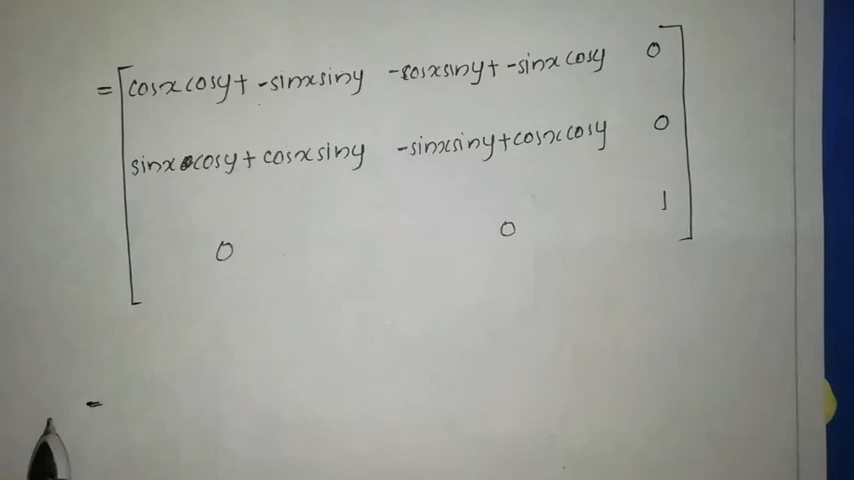 = [ cosx cosy + -sinx siny   -cosx siny + -sinx cosy   0
sinx cosy + cosx siny   -sinx siny + cosx cosy   0
0   0   1 ]
=